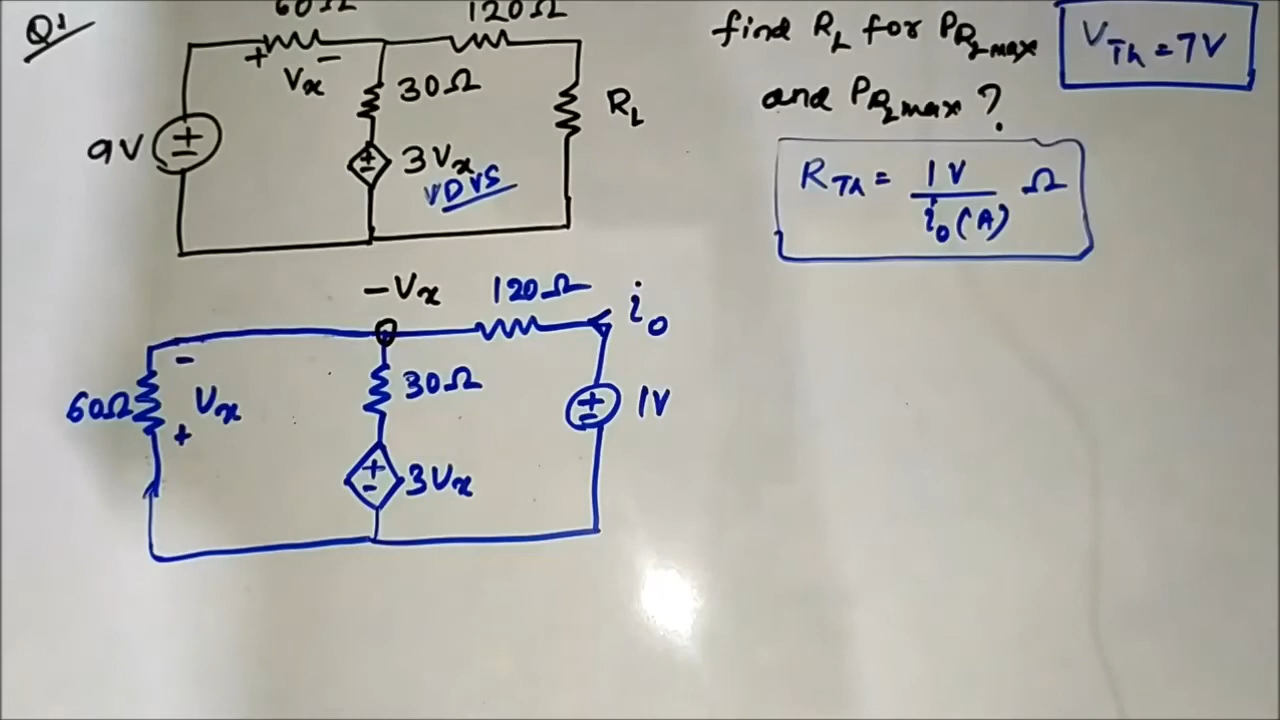 Q1
60Ω 120Ω
+ Vx -
30Ω
RL
9V
3Vx
VDVS
find RL for PRLmax
and PRLmax ?
VTh = 7V
RTh = 1V / i0(A) Ω
-Vx 120Ω i0
60Ω - Vx +
30Ω
1V
3Vx